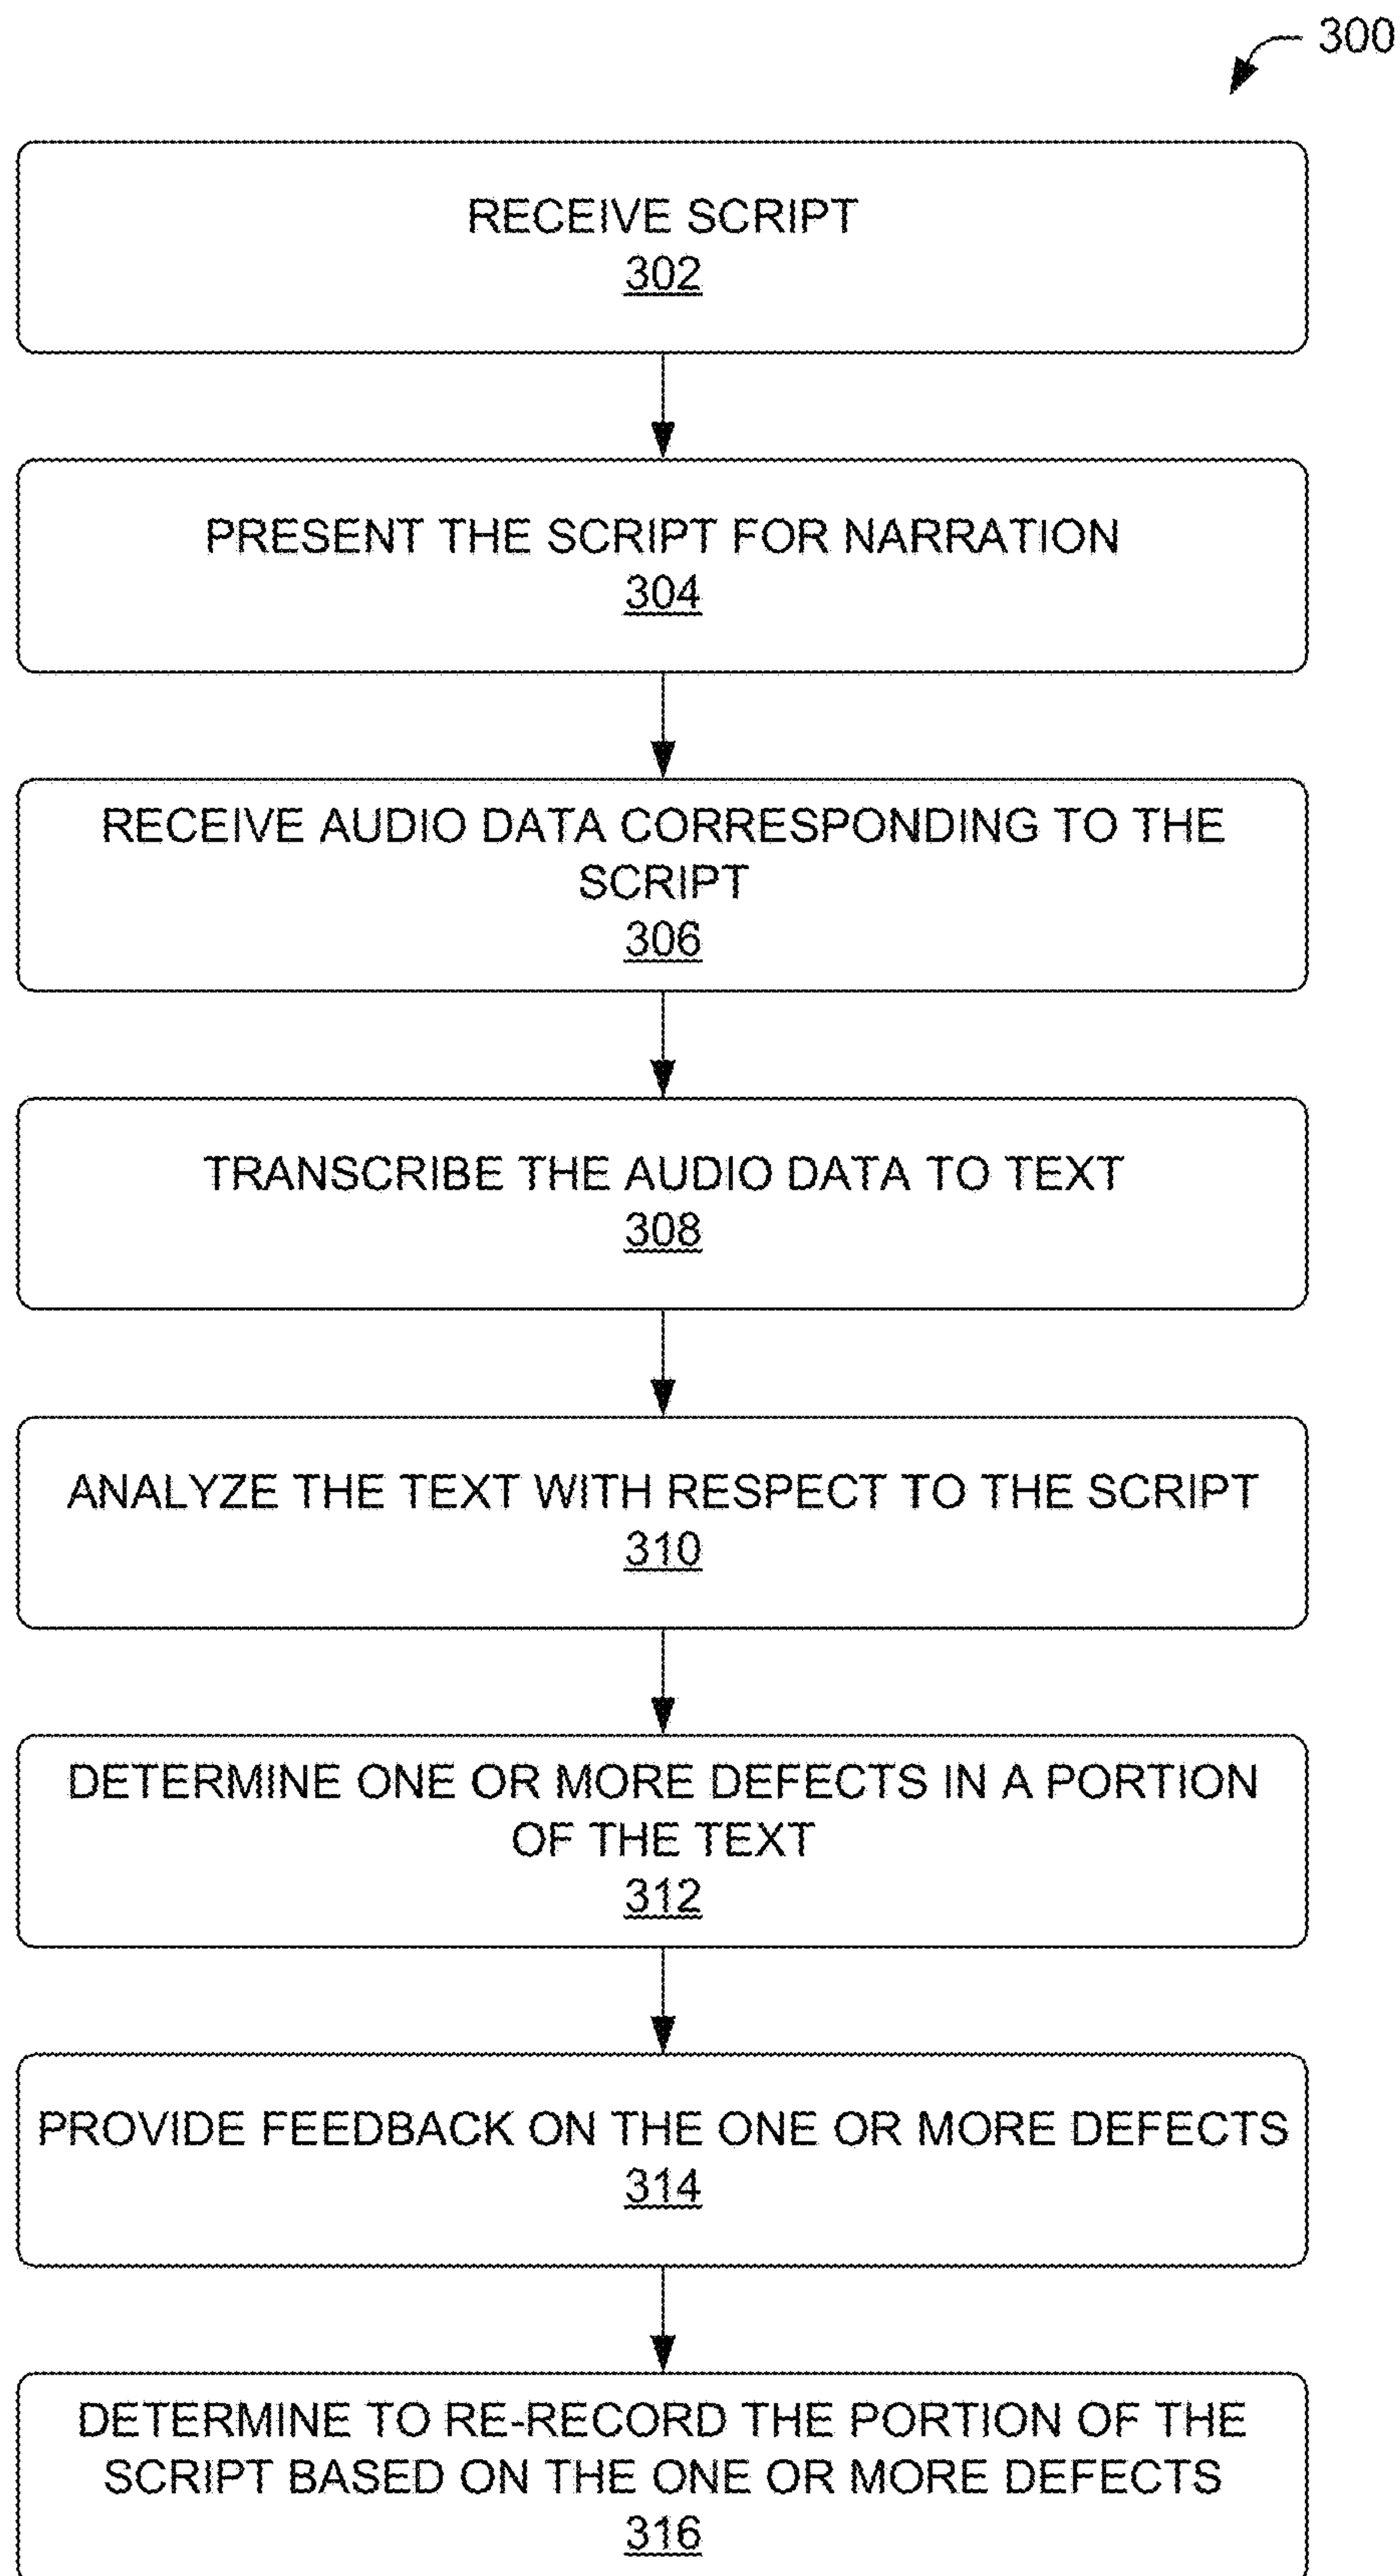 300
RECEIVE SCRIPT
302
PRESENT THE SCRIPT FOR NARRATION
304
RECEIVE AUDIO DATA CORRESPONDING TO THE
SCRIPT
306
TRANSCRIBE THE AUDIO DATA TO TEXT
308
ANALYZE THE TEXT WITH RESPECT TO THE SCRIPT
310
DETERMINE ONE OR MORE DEFECTS IN A PORTION
OF THE TEXT
312
PROVIDE FEEDBACK ON THE ONE OR MORE DEFECTS
314
DETERMINE TO RE-RECORD THE PORTION OF THE
SCRIPT BASED ON THE ONE OR MORE DEFECTS
316